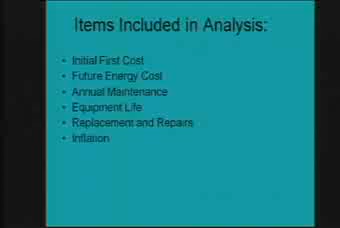 Items Included in Analysis:
• Initial First Cost
• Future Energy Cost
• Annual Maintenance
• Equipment Life
• Replacement and Repairs
• Inflation